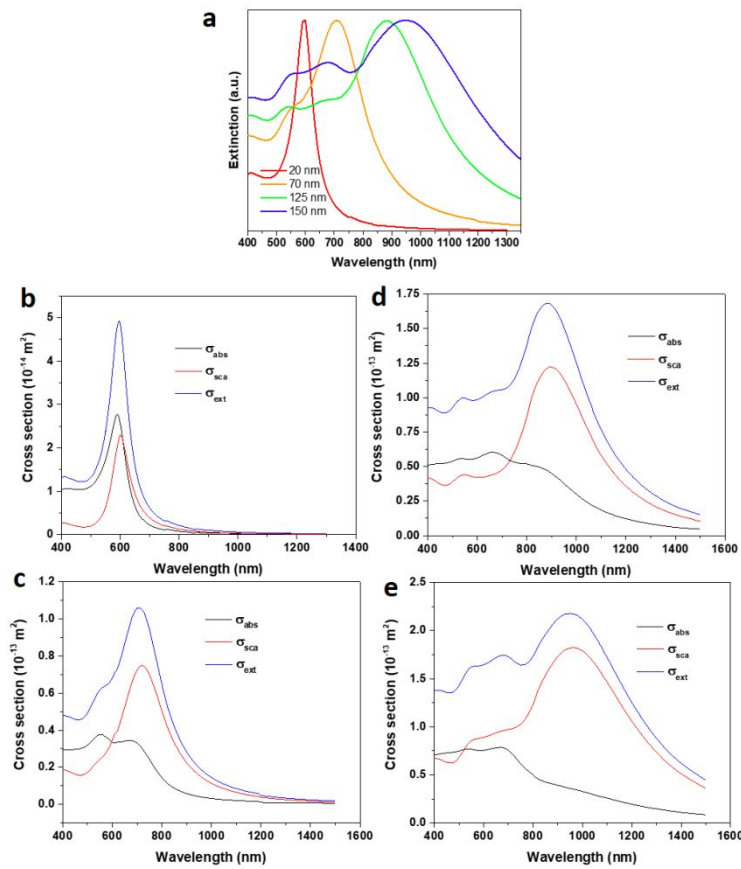 a
Extinction (a.u.)
20 nm
70 nm
125 nm
150 nm
400 500 600 700 800 900 1000 1100 1200 1300
Wavelength (nm)
b
Cross section (10⁻¹⁴ m²)
5
4
3
2
1
0
σabs
σsca
σext
400 600 800 1000 1200 1400
Wavelength (nm)
d
Cross section (10⁻¹³ m²)
1.75
1.50
1.25
1.00
0.75
0.50
0.25
0.00
σabs
σsca
σext
400 600 800 1000 1200 1400 1600
Wavelength (nm)
c
Cross section (10⁻¹³ m²)
1.2
1.0
0.8
0.6
0.4
0.2
0.0
σabs
σsca
σext
400 600 800 1000 1200 1400 1600
Wavelength (nm)
e
Cross section (10⁻¹³ m²)
2.5
2.0
1.5
1.0
0.5
0.0
σabs
σsca
σext
400 600 800 1000 1200 1400 1600
Wavelength (nm)